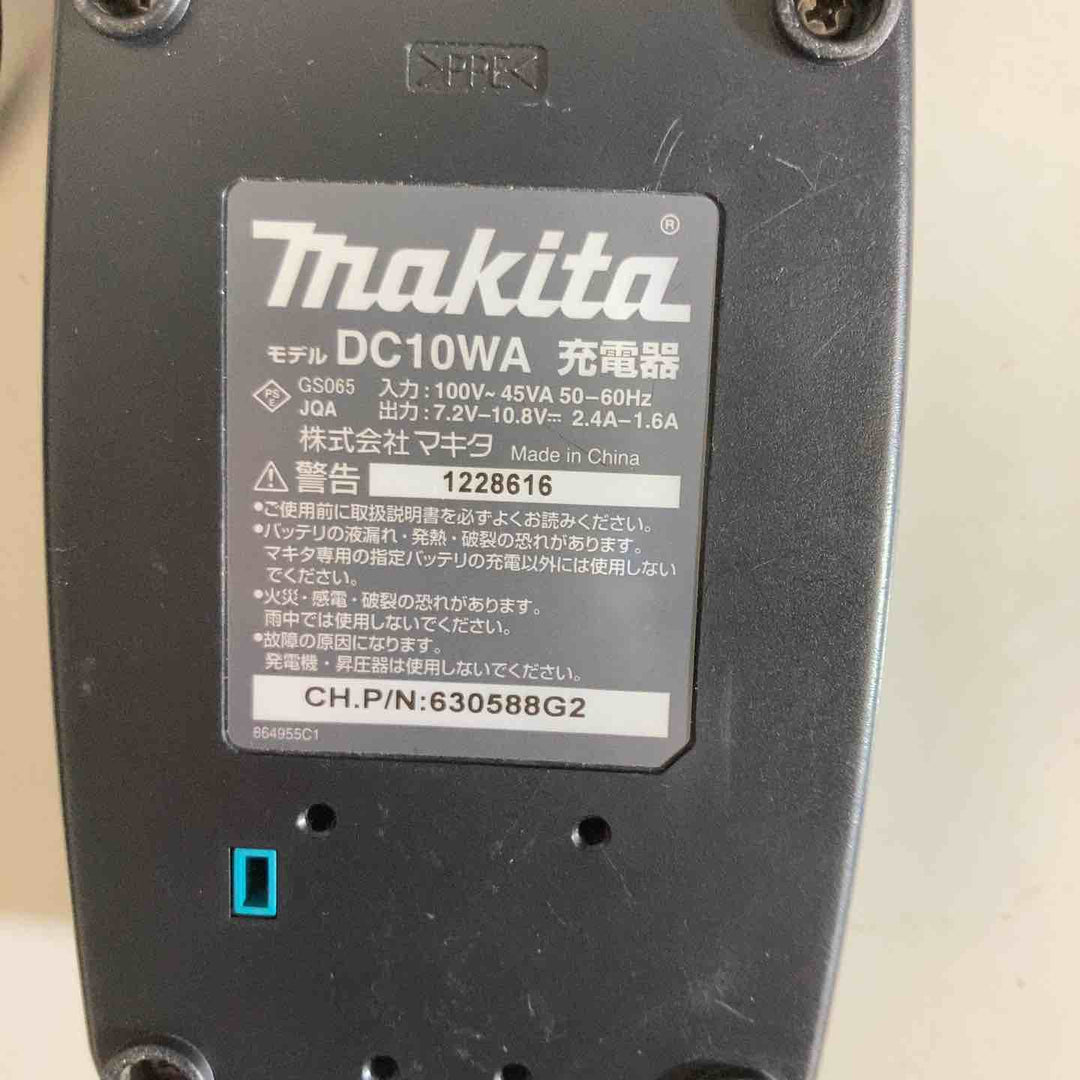 >PPE<
makita®
モデル DC10WA 充電器
PS E GS065 入力:100V~ 45VA 50-60Hz
JQA 出力:7.2V-10.8V⎓ 2.4A-1.6A
株式会社 マキタ Made in China
⚠警告 1228616
•ご使用前に取扱説明書を必ずよくお読みください。
•バッテリの液漏れ・発熱・破裂の恐れがあります。
マキタ専用の指定バッテリの充電以外には使用しない
でください。
•火災・感電・破裂の恐れがあります。
雨中では使用しないでください。
•故障の原因になります。
発電機・昇圧器は使用しないでください。
CH.P/N:630588G2
864955C1